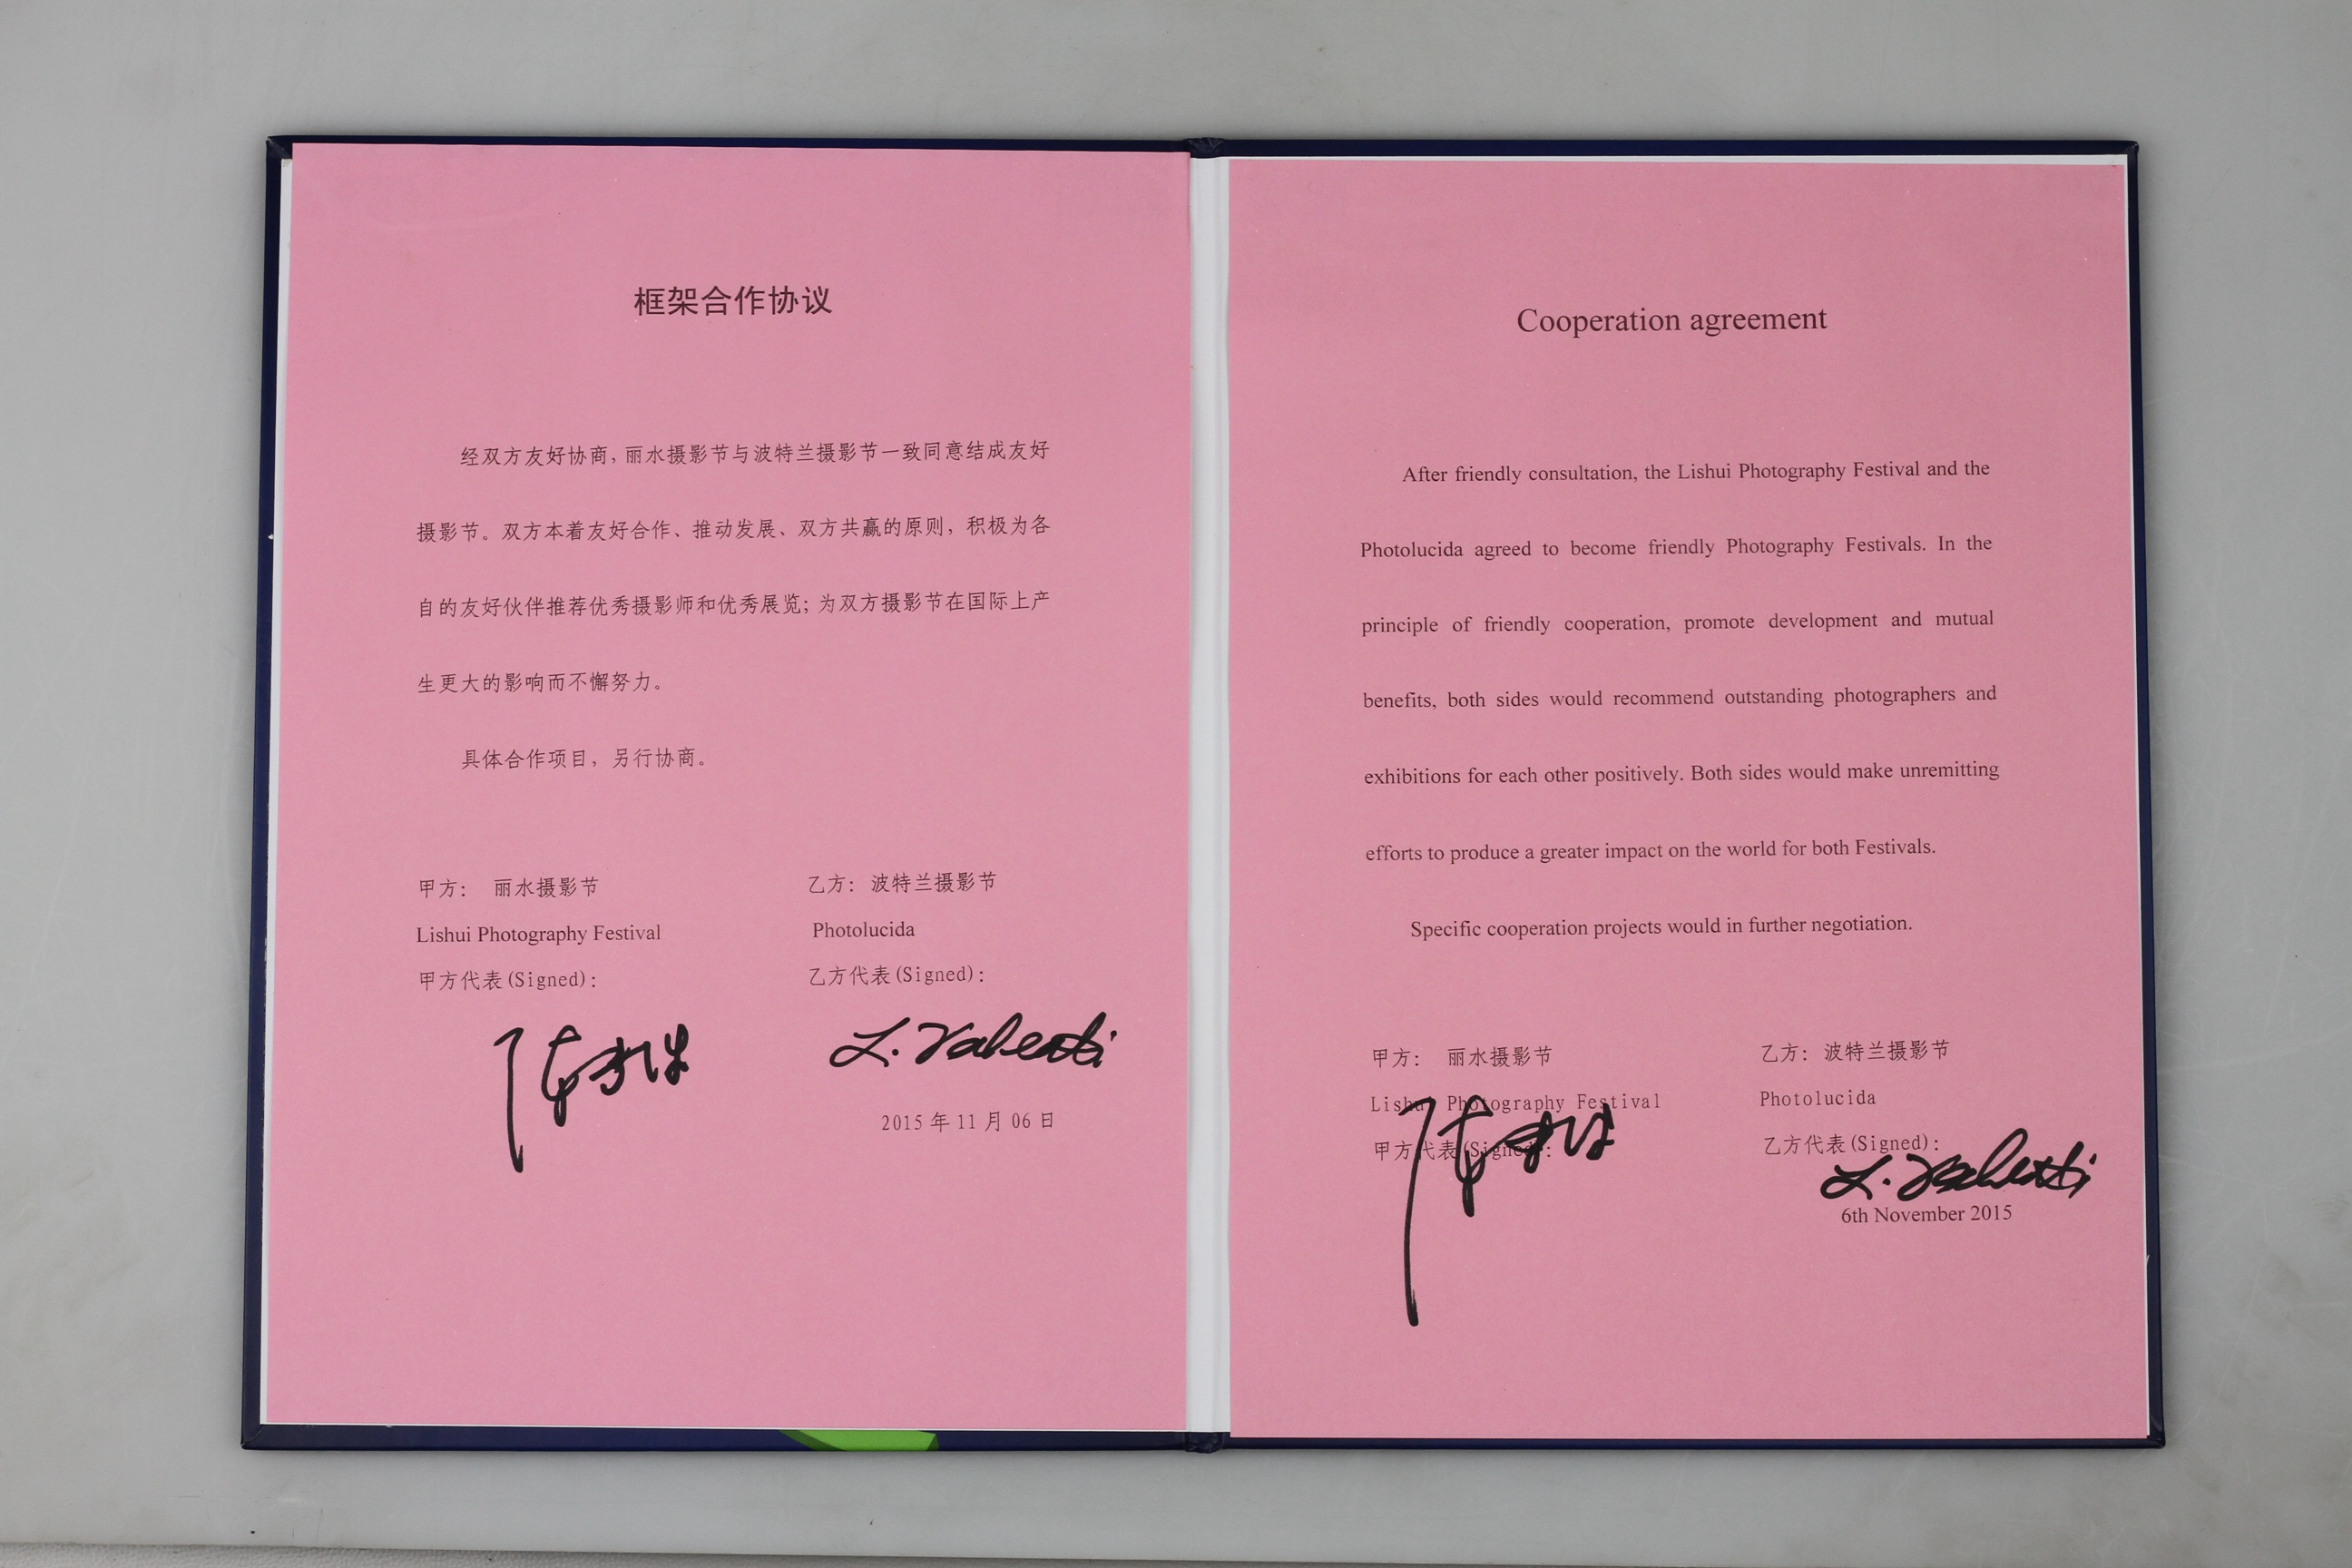 框架合作协议
经双方友好协商，丽水摄影节与波特兰摄影节一致同意结成友好
摄影节。双方本着友好合作、推动发展、双方共赢的原则，积极为各
自的友好伙伴推荐优秀摄影师和优秀展览；为双方摄影节在国际上产
生更大的影响而不懈努力。
具体合作项目，另行协商。
甲方： 丽水摄影节 乙方：波特兰摄影节
Lishui Photography Festival Photolucida
甲方代表(Signed)： 乙方代表(Signed)：
2015年11月06日
Cooperation agreement
After friendly consultation, the Lishui Photography Festival and the
Photolucida agreed to become friendly Photography Festivals. In the
principle of friendly cooperation, promote development and mutual
benefits, both sides would recommend outstanding photographers and
exhibitions for each other positively. Both sides would make unremitting
efforts to produce a greater impact on the world for both Festivals.
Specific cooperation projects would in further negotiation.
甲方： 丽水摄影节 乙方：波特兰摄影节
Lishui Photography Festival Photolucida
甲方代表(Signed)： 乙方代表(Signed)：
6th November 2015